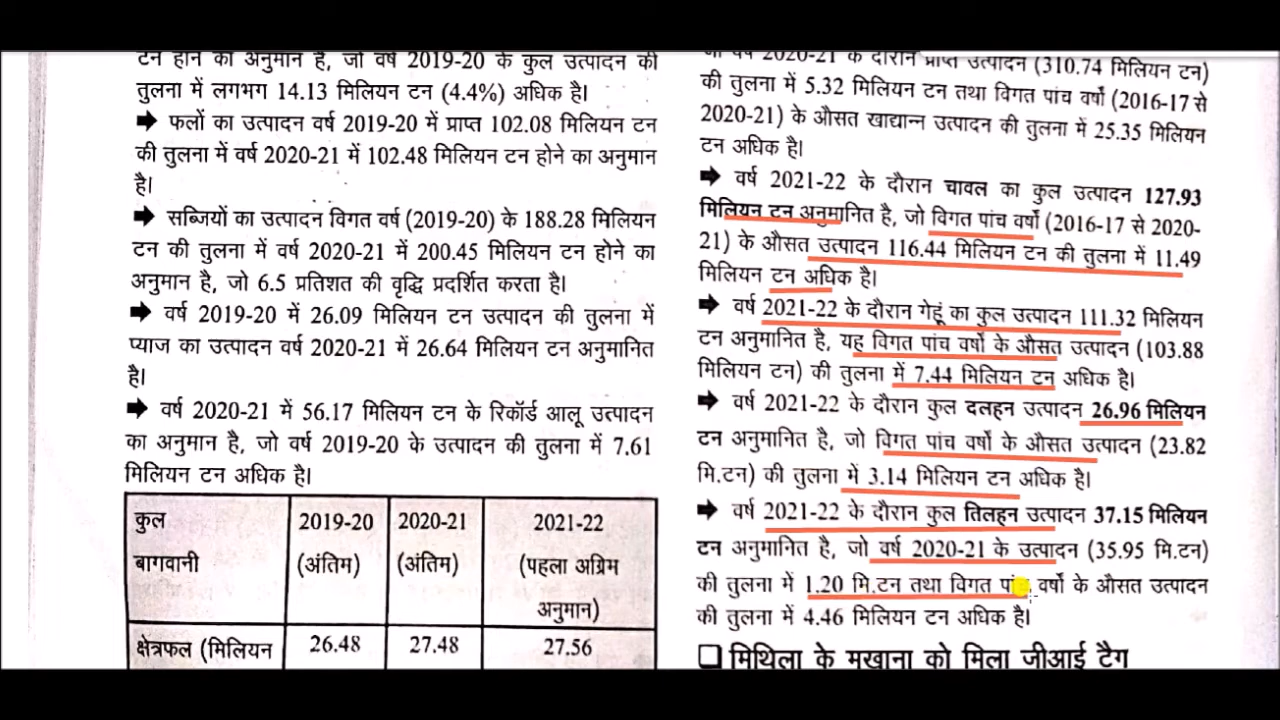 टन होने का अनुमान है, जो वर्ष 2019-20 के कुल उत्पादन की
तुलना में लगभग 14.13 मिलियन टन (4.4%) अधिक है।
➡ फलों का उत्पादन वर्ष 2019-20 में प्राप्त 102.08 मिलियन टन
की तुलना में वर्ष 2020-21 में 102.48 मिलियन टन होने का अनुमान
है।
➡ सब्जियों का उत्पादन विगत वर्ष (2019-20) के 188.28 मिलियन
टन की तुलना में वर्ष 2020-21 में 200.45 मिलियन टन होने का
अनुमान है, जो 6.5 प्रतिशत की वृद्धि प्रदर्शित करता है।
➡ वर्ष 2019-20 में 26.09 मिलियन टन उत्पादन की तुलना में
प्याज का उत्पादन वर्ष 2020-21 में 26.64 मिलियन टन अनुमानित
है।
➡ वर्ष 2020-21 में 56.17 मिलियन टन के रिकॉर्ड आलू उत्पादन
का अनुमान है, जो वर्ष 2019-20 के उत्पादन की तुलना में 7.61
मिलियन टन अधिक है।
कुल बागवानी 2019-20 (अंतिम) 2020-21 (अंतिम) 2021-22 (पहला अग्रिम अनुमान)
क्षेत्रफल (मिलियन 26.48 27.48 27.56
जो वर्ष 2020-21 के दौरान प्राप्त उत्पादन (310.74 मिलियन टन)
की तुलना में 5.32 मिलियन टन तथा विगत पांच वर्षों (2016-17 से
2020-21) के औसत खाद्यान्न उत्पादन की तुलना में 25.35 मिलियन
टन अधिक है।
➡ वर्ष 2021-22 के दौरान चावल का कुल उत्पादन 127.93
मिलियन टन अनुमानित है, जो विगत पांच वर्षों (2016-17 से 2020-
21) के औसत उत्पादन 116.44 मिलियन टन की तुलना में 11.49
मिलियन टन अधिक है।
➡ वर्ष 2021-22 के दौरान गेहूं का कुल उत्पादन 111.32 मिलियन
टन अनुमानित है, यह विगत पांच वर्षों के औसत उत्पादन (103.88
मिलियन टन) की तुलना में 7.44 मिलियन टन अधिक है।
➡ वर्ष 2021-22 के दौरान कुल दलहन उत्पादन 26.96 मिलियन
टन अनुमानित है, जो विगत पांच वर्षों के औसत उत्पादन (23.82
मि.टन) की तुलना में 3.14 मिलियन टन अधिक है।
➡ वर्ष 2021-22 के दौरान कुल तिलहन उत्पादन 37.15 मिलियन
टन अनुमानित है, जो वर्ष 2020-21 के उत्पादन (35.95 मि.टन)
की तुलना में 1.20 मि.टन तथा विगत पांच वर्षों के औसत उत्पादन
की तुलना में 4.46 मिलियन टन अधिक है।
❑ मिथिला के मखाना को मिला जीआई टैग